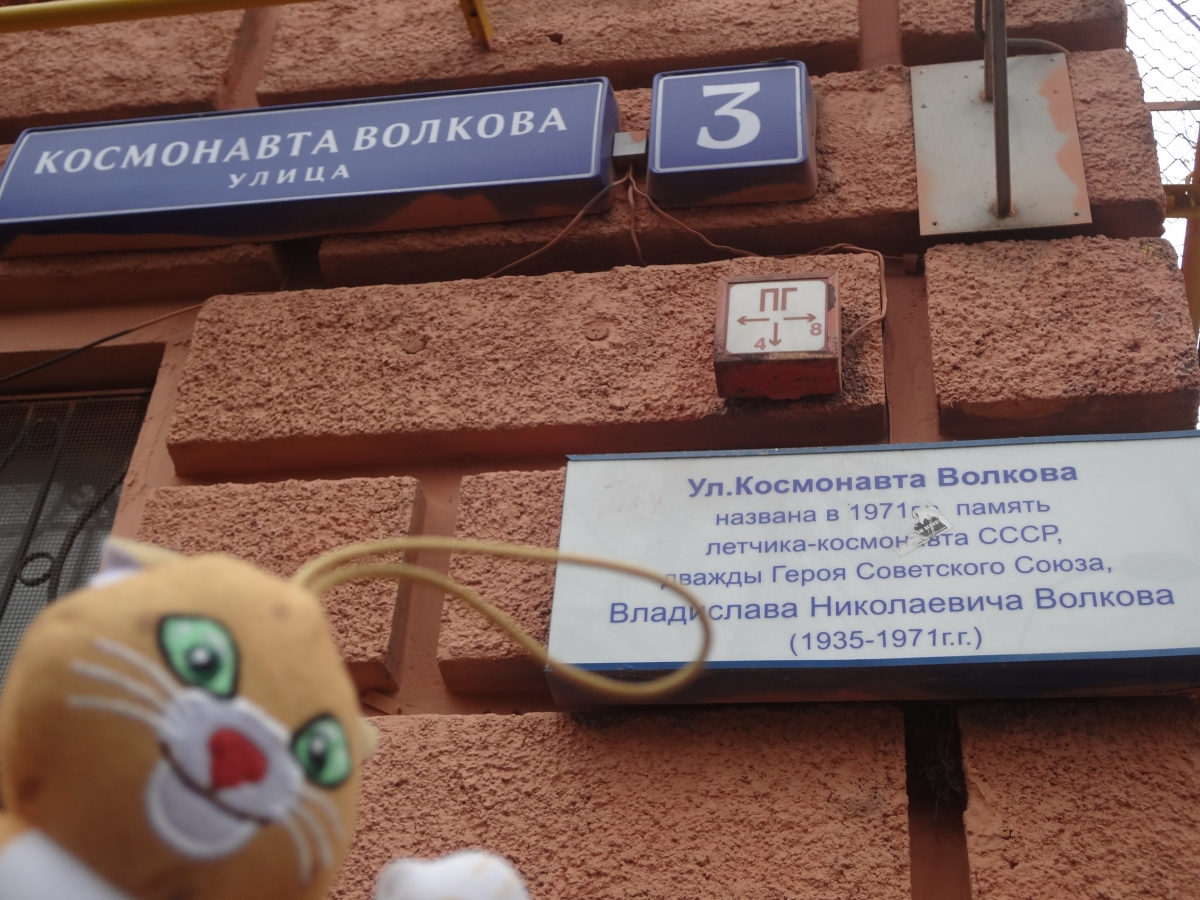 КОСМОНАВТА ВОЛКОВА
УЛИЦА
3
ПГ
8
4
Ул.Космонавта Волкова
названа в 1971г. память
летчика-космонавта СССР,
дважды Героя Советского Союза,
Владислава Николаевича Волкова
(1935-1971г.г.)